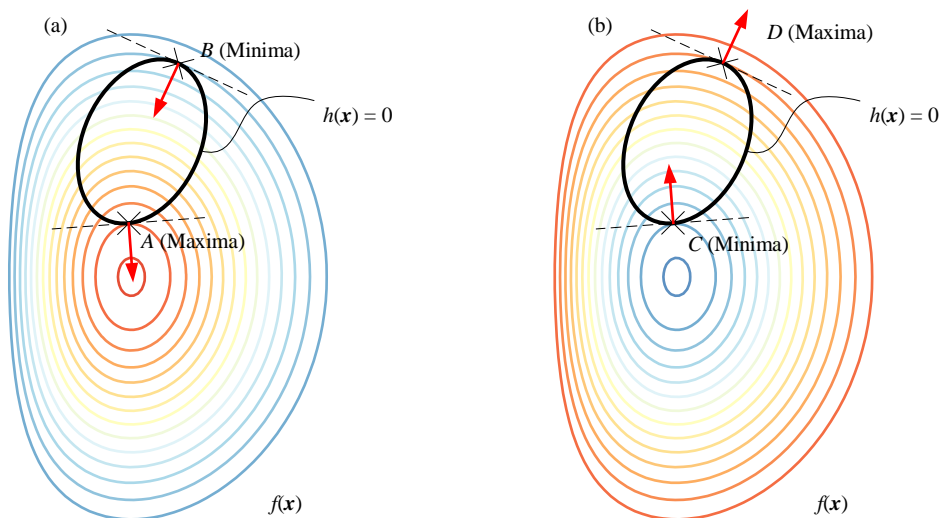 (a)
B (Minima)
h(x) = 0
A (Maxima)
f(x)
(b)
D (Maxima)
h(x) = 0
C (Minima)
f(x)